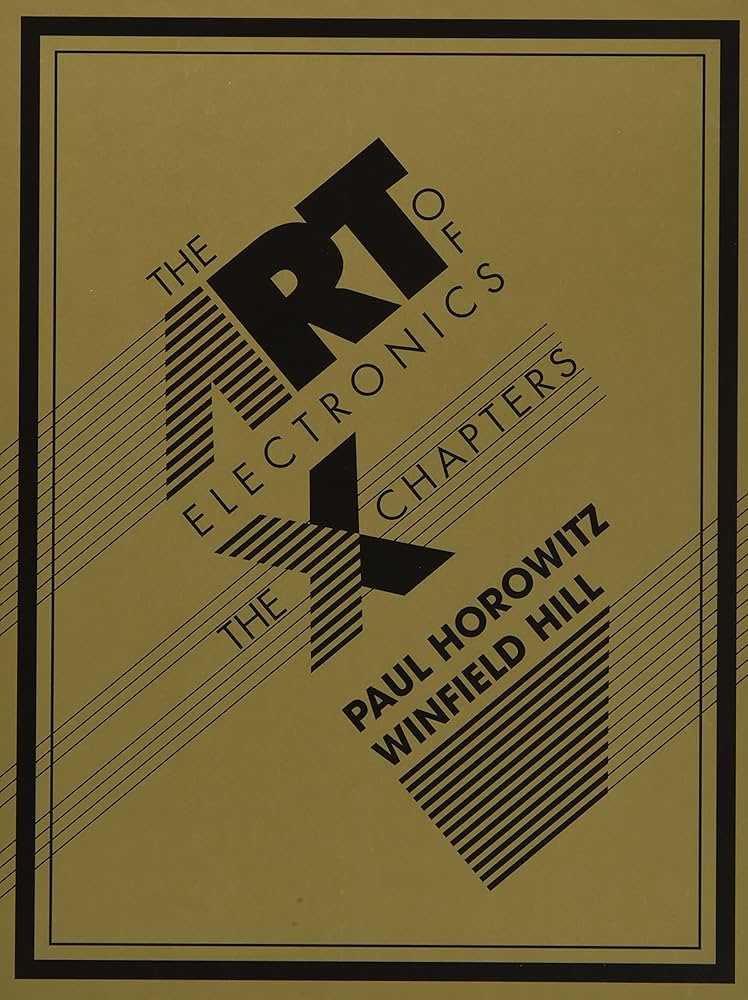 THE ART OF
ELECTRONICS
THE X CHAPTERS
PAUL HOROWITZ
WINFIELD HILL